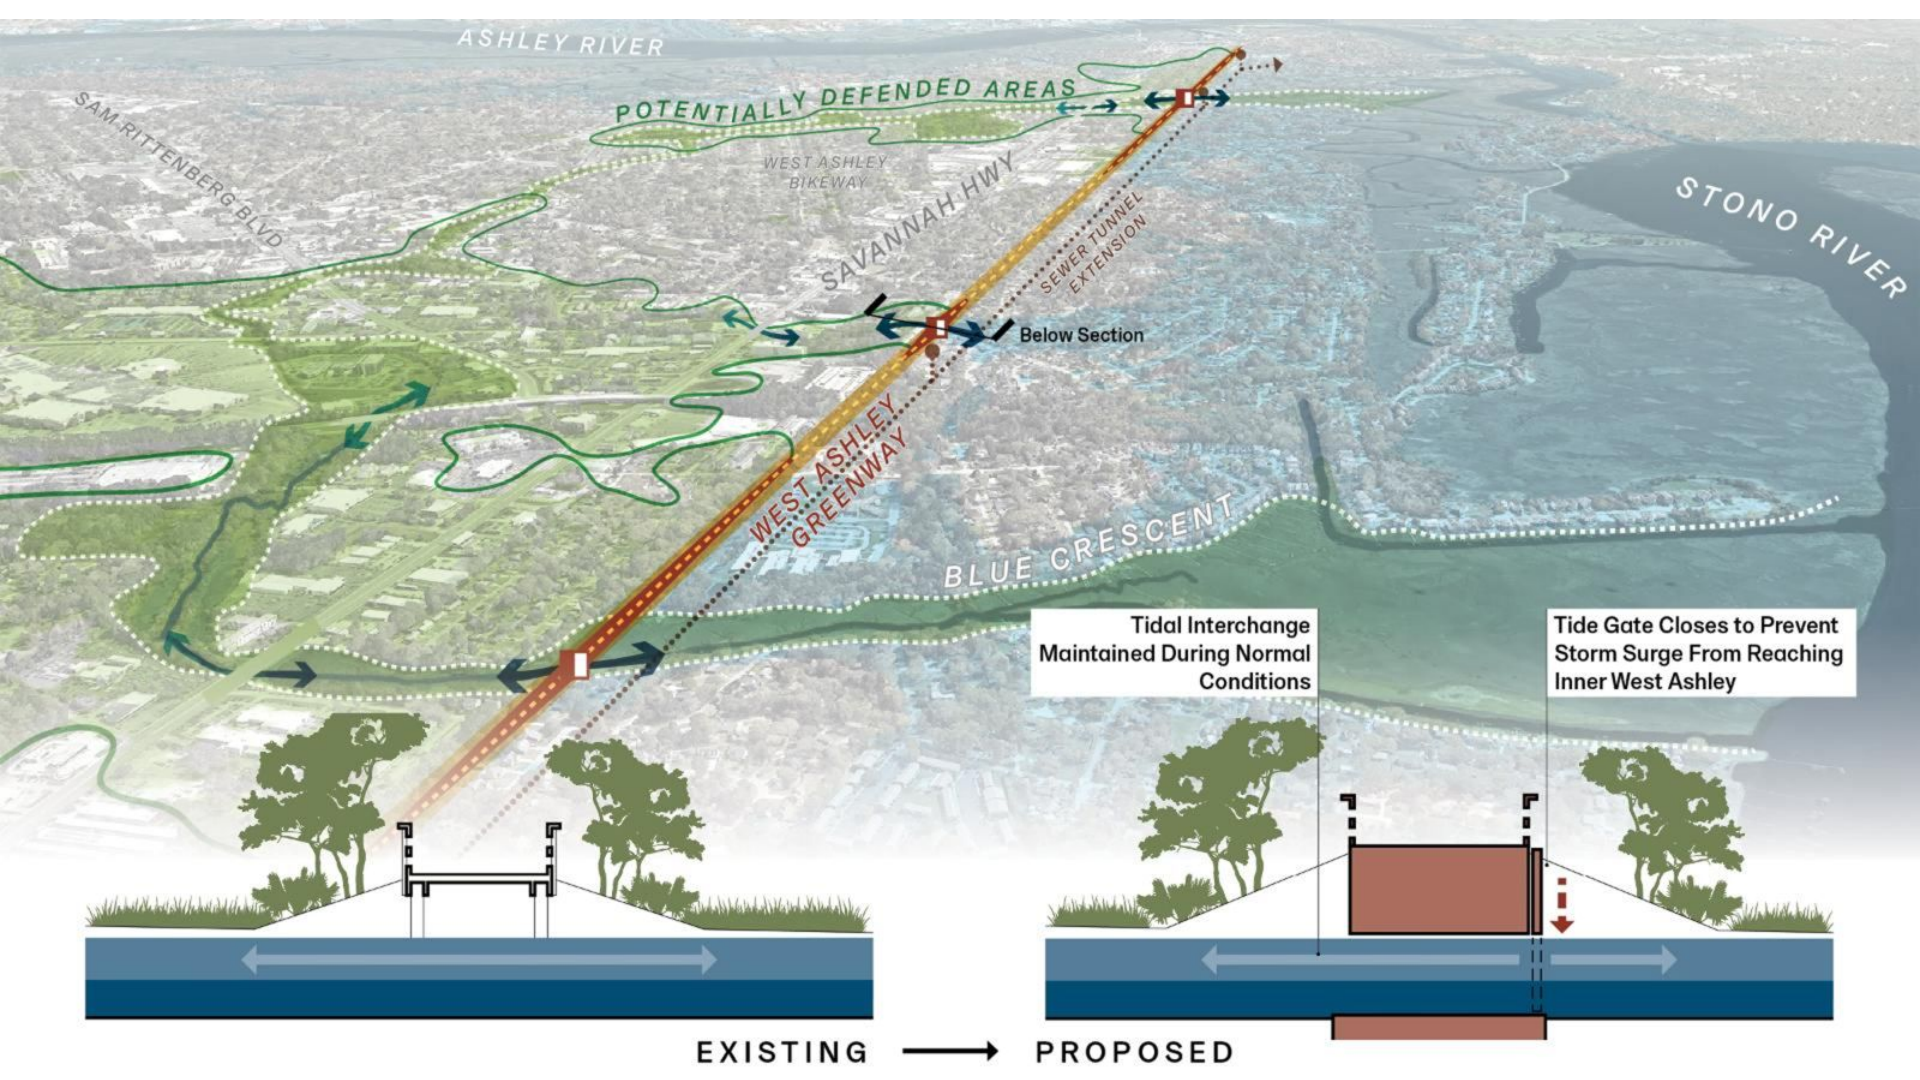 ASHLEY RIVER
SAM RITTENBERG BLVD
POTENTIALLY DEFENDED AREAS
WEST ASHLEY
BIKEWAY
SAVANNAH HWY
SEWER TUNNEL
EXTENSION
STONO RIVER
Below Section
WEST ASHLEY
GREENWAY
BLUE CRESCENT
Tidal Interchange
Maintained During Normal
Conditions
Tide Gate Closes to Prevent
Storm Surge From Reaching
Inner West Ashley
EXISTING
PROPOSED